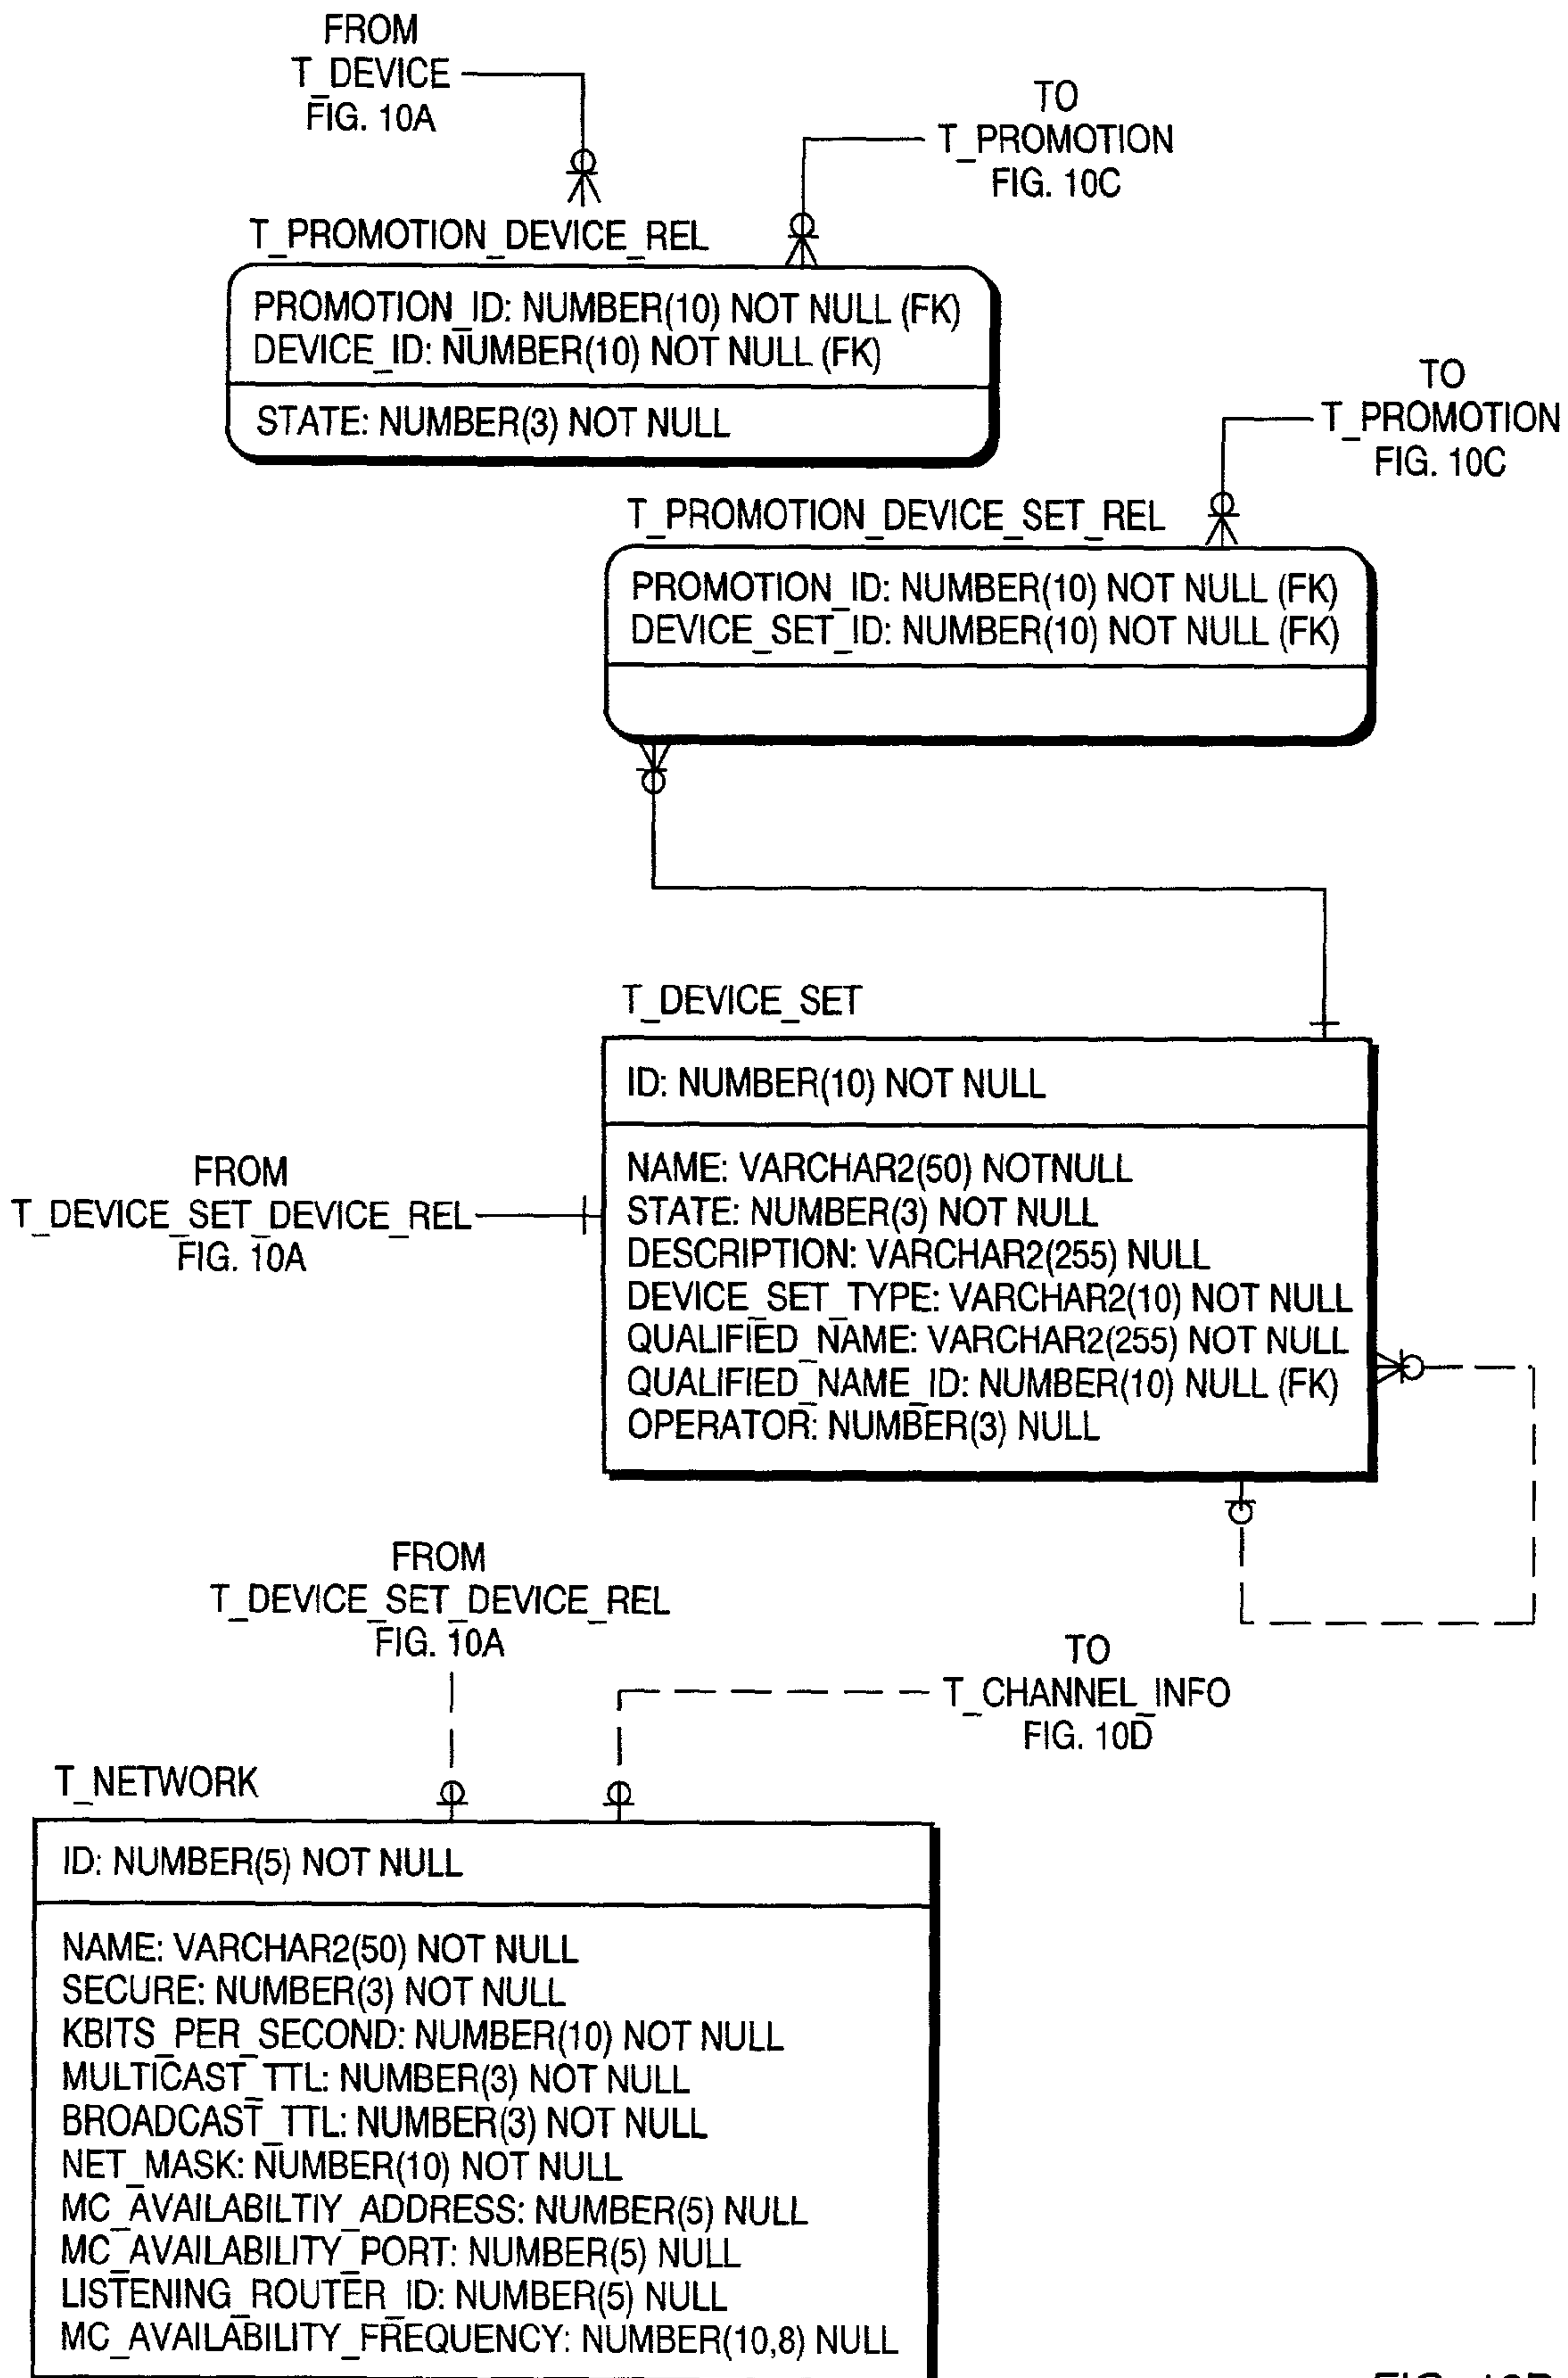 FROM
T_DEVICE
FIG. 10A
TO
T_PROMOTION
FIG. 10C
T_PROMOTION_DEVICE_REL
PROMOTION_ID: NUMBER(10) NOT NULL (FK)
DEVICE_ID: NUMBER(10) NOT NULL (FK)
STATE: NUMBER(3) NOT NULL
TO
T_PROMOTION
FIG. 10C
T_PROMOTION_DEVICE_SET_REL
PROMOTION_ID: NUMBER(10) NOT NULL (FK)
DEVICE_SET_ID: NUMBER(10) NOT NULL (FK)
T_DEVICE_SET
ID: NUMBER(10) NOT NULL
FROM
T_DEVICE_SET_DEVICE_REL
FIG. 10A
NAME: VARCHAR2(50) NOTNULL
STATE: NUMBER(3) NOT NULL
DESCRIPTION: VARCHAR2(255) NULL
DEVICE_SET_TYPE: VARCHAR2(10) NOT NULL
QUALIFIED_NAME: VARCHAR2(255) NOT NULL
QUALIFIED_NAME_ID: NUMBER(10) NULL (FK)
OPERATOR: NUMBER(3) NULL
FROM
T_DEVICE_SET_DEVICE_REL
FIG. 10A
TO
T_CHANNEL_INFO
FIG. 10D
T_NETWORK
ID: NUMBER(5) NOT NULL
NAME: VARCHAR2(50) NOT NULL
SECURE: NUMBER(3) NOT NULL
KBITS_PER_SECOND: NUMBER(10) NOT NULL
MULTICAST_TTL: NUMBER(3) NOT NULL
BROADCAST_TTL: NUMBER(3) NOT NULL
NET_MASK: NUMBER(10) NOT NULL
MC_AVAILABILTIY_ADDRESS: NUMBER(5) NULL
MC_AVAILABILITY_PORT: NUMBER(5) NULL
LISTENING_ROUTER_ID: NUMBER(5) NULL
MC_AVAILABILITY_FREQUENCY: NUMBER(10,8) NULL